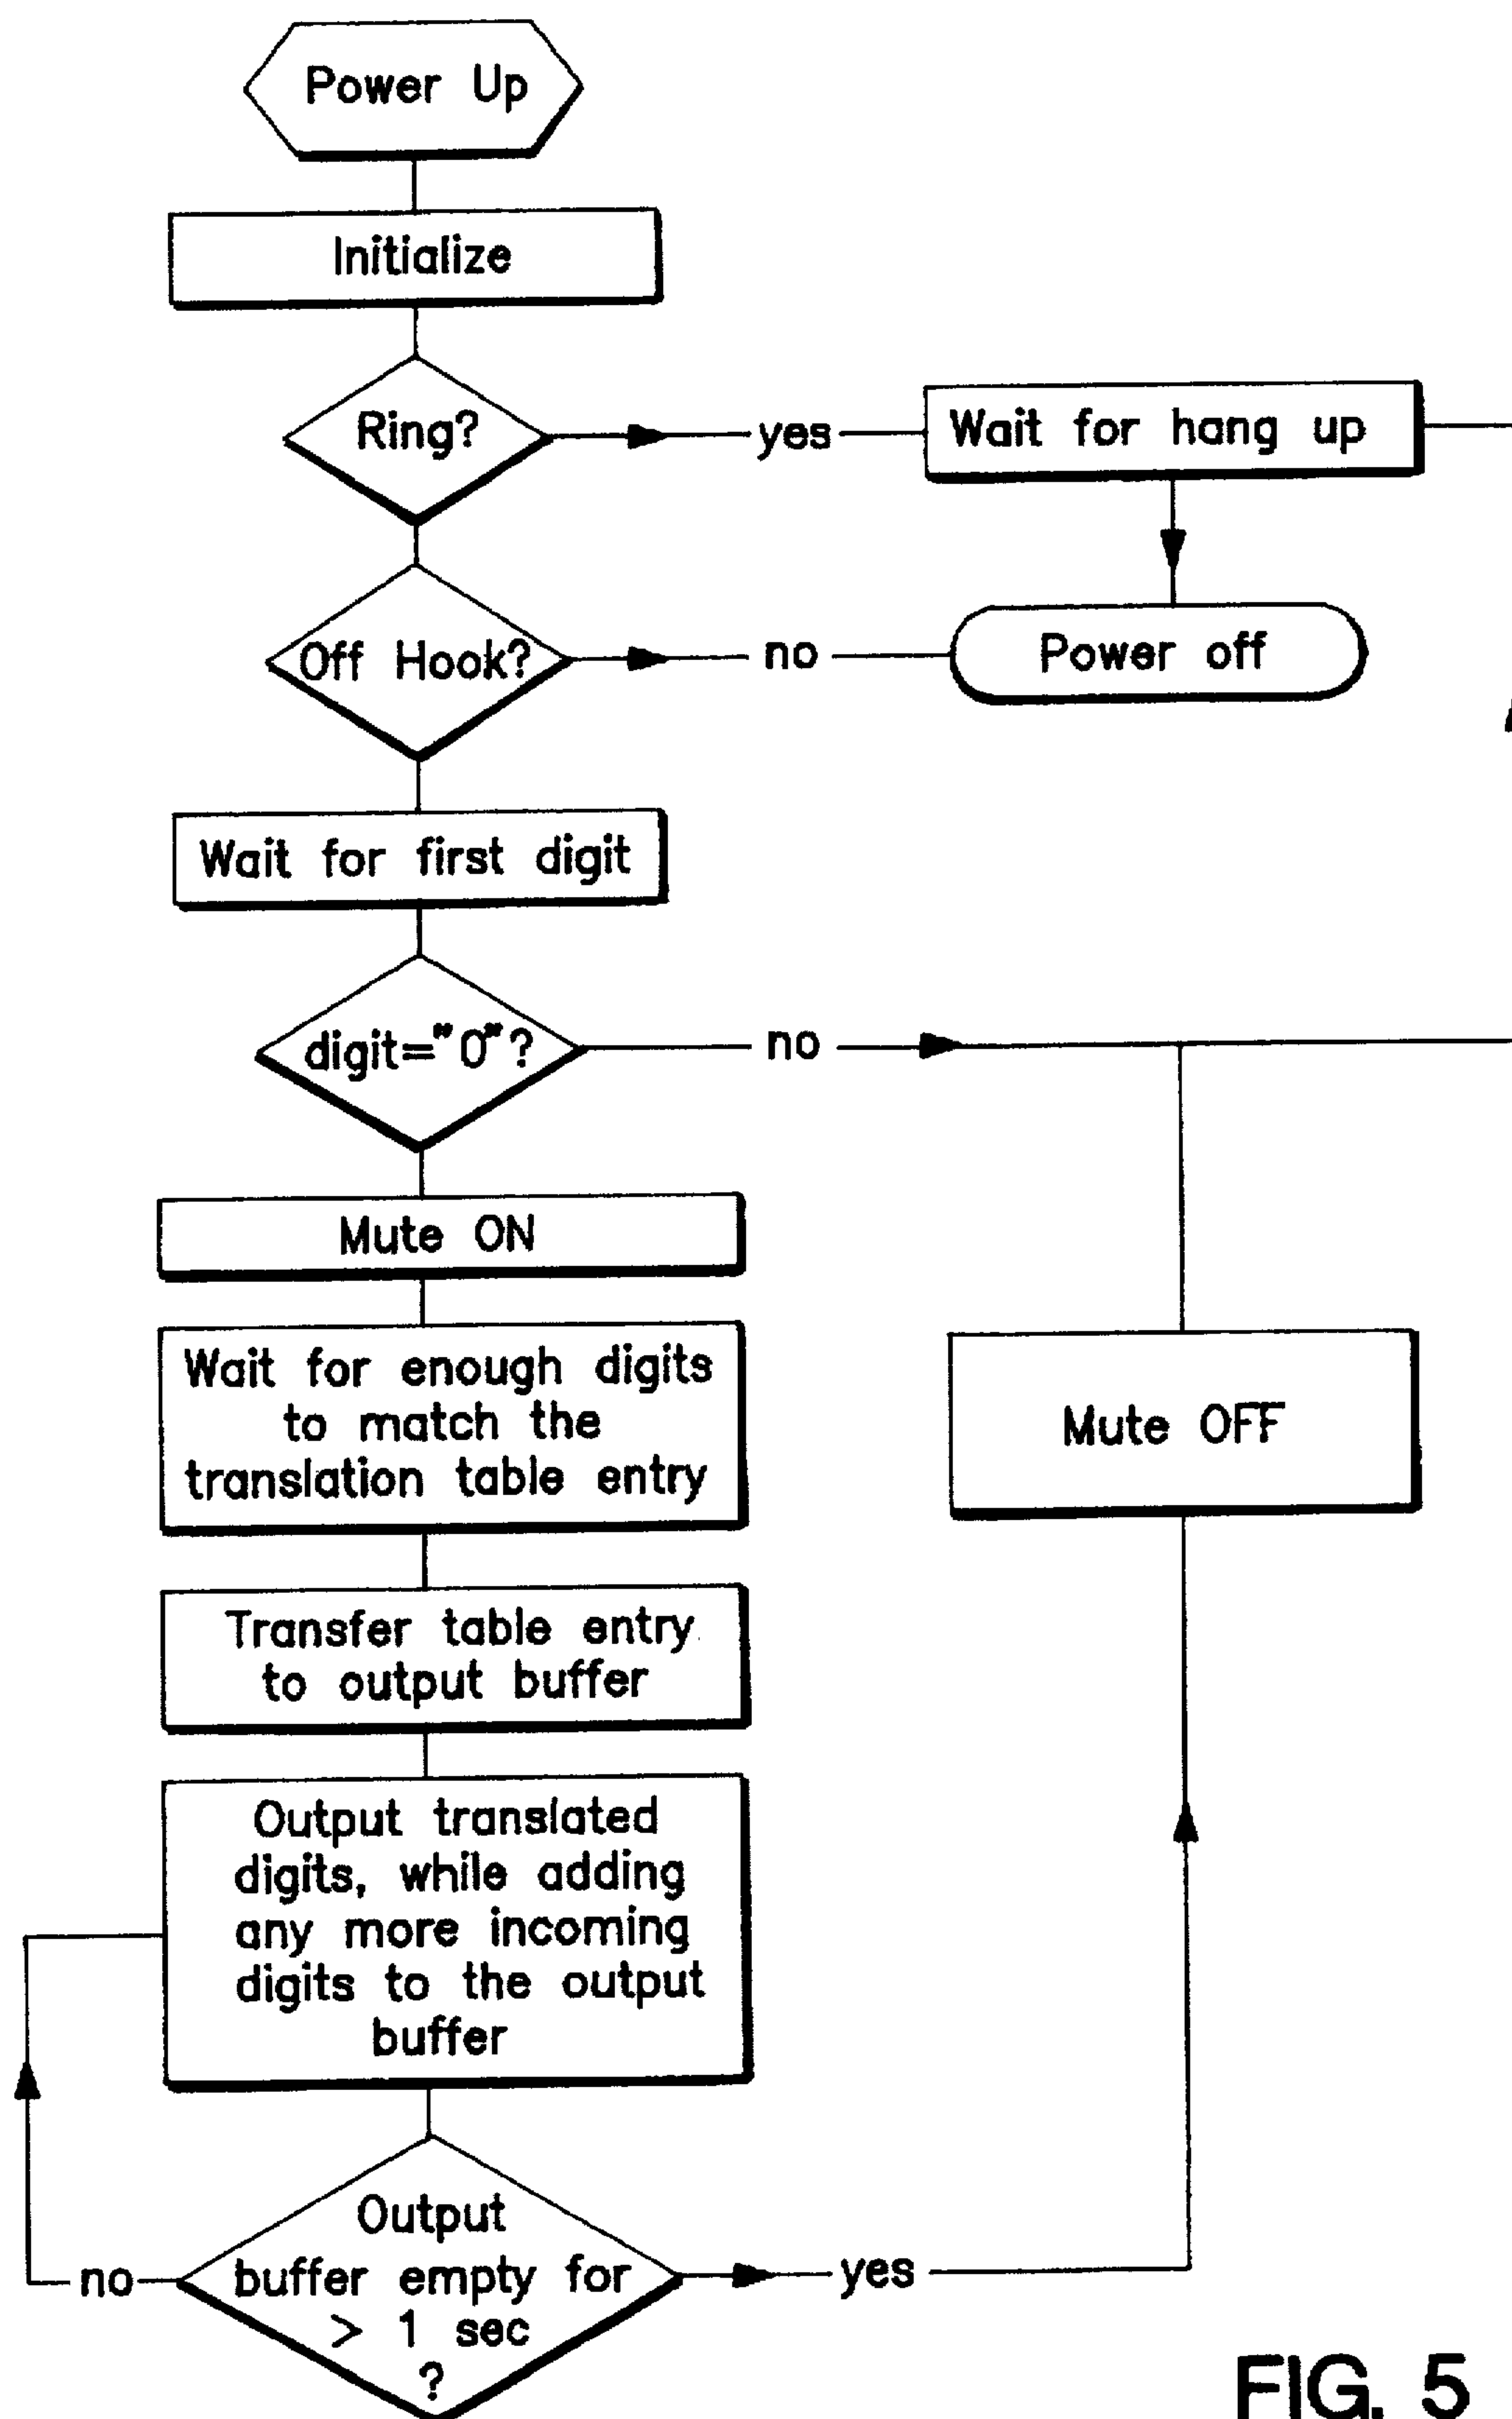 Power Up
Initialize
Ring?
yes
Wait for hang up
Off Hook?
no
Power off
Wait for first digit
digit="0"?
no
Mute ON
Wait for enough digits
to match the
translation table entry
Mute OFF
Transfer table entry
to output buffer
Output translated
digits, while adding
any more incoming
digits to the output
buffer
Output
buffer empty for
> 1 sec
?
no
yes
FIG. 5